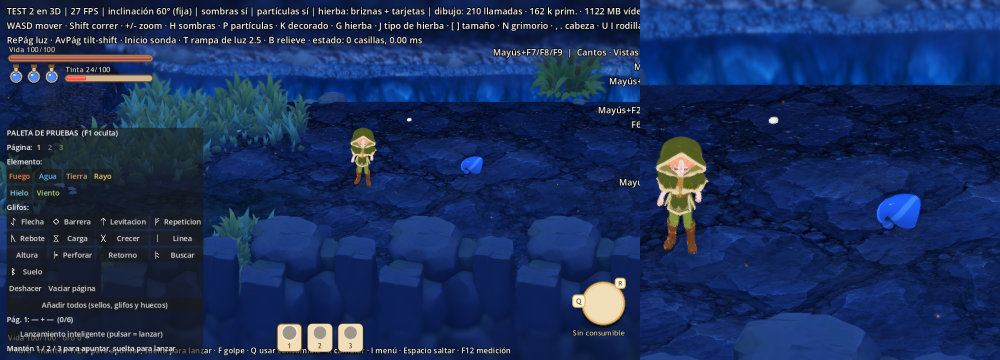 TEST 2 en 3D | 27 FPS | inclinación 60° (fija) | sombras sí | partículas sí | hierba: briznas + tarjetas | dibujo: 210 llamadas · 162 k prim. · 1122 MB víde
WASD mover · Shift correr · +/- zoom · H sombras · P partículas · K decorado · G hierba · J tipo de hierba · [ ] tamaño · N grimorio · , . cabeza · U I rodilla
RePág luz · AvPág tilt-shift · Inicio sonda · T rampa de luz 2.5 · B relieve · estado: 0 casillas, 0.00 ms
Mayús+F7/F8/F9 | Cantos · Vistas
Vida 100/100
M
Tinta 24/100
Mayús+
Mayús+F2
F6
PALETA DE PRUEBAS (F1 oculta)
Página: 1 2 3
Elemento:
Fuego Agua Tierra Rayo
Mayú
Hielo Viento
Glifos:
Flecha Barrera Levitacion Repeticion
Rebote Carga Crecer Linea
Altura Perforar Retorno Buscar
Suelo
Deshacer Vaciar página
R
Q
Añadir todos (sellos, glifos y huecos)
Pág. 1: — + — (0/6)
Lanzamiento inteligente (pulsar = lanzar)
Sin consumible
1 2 3
Mantén 1 / 2 / 3 para apuntar, suelta para lanzar
ar · F golpe · Q usar
· I menú · Espacio saltar · F12 medición